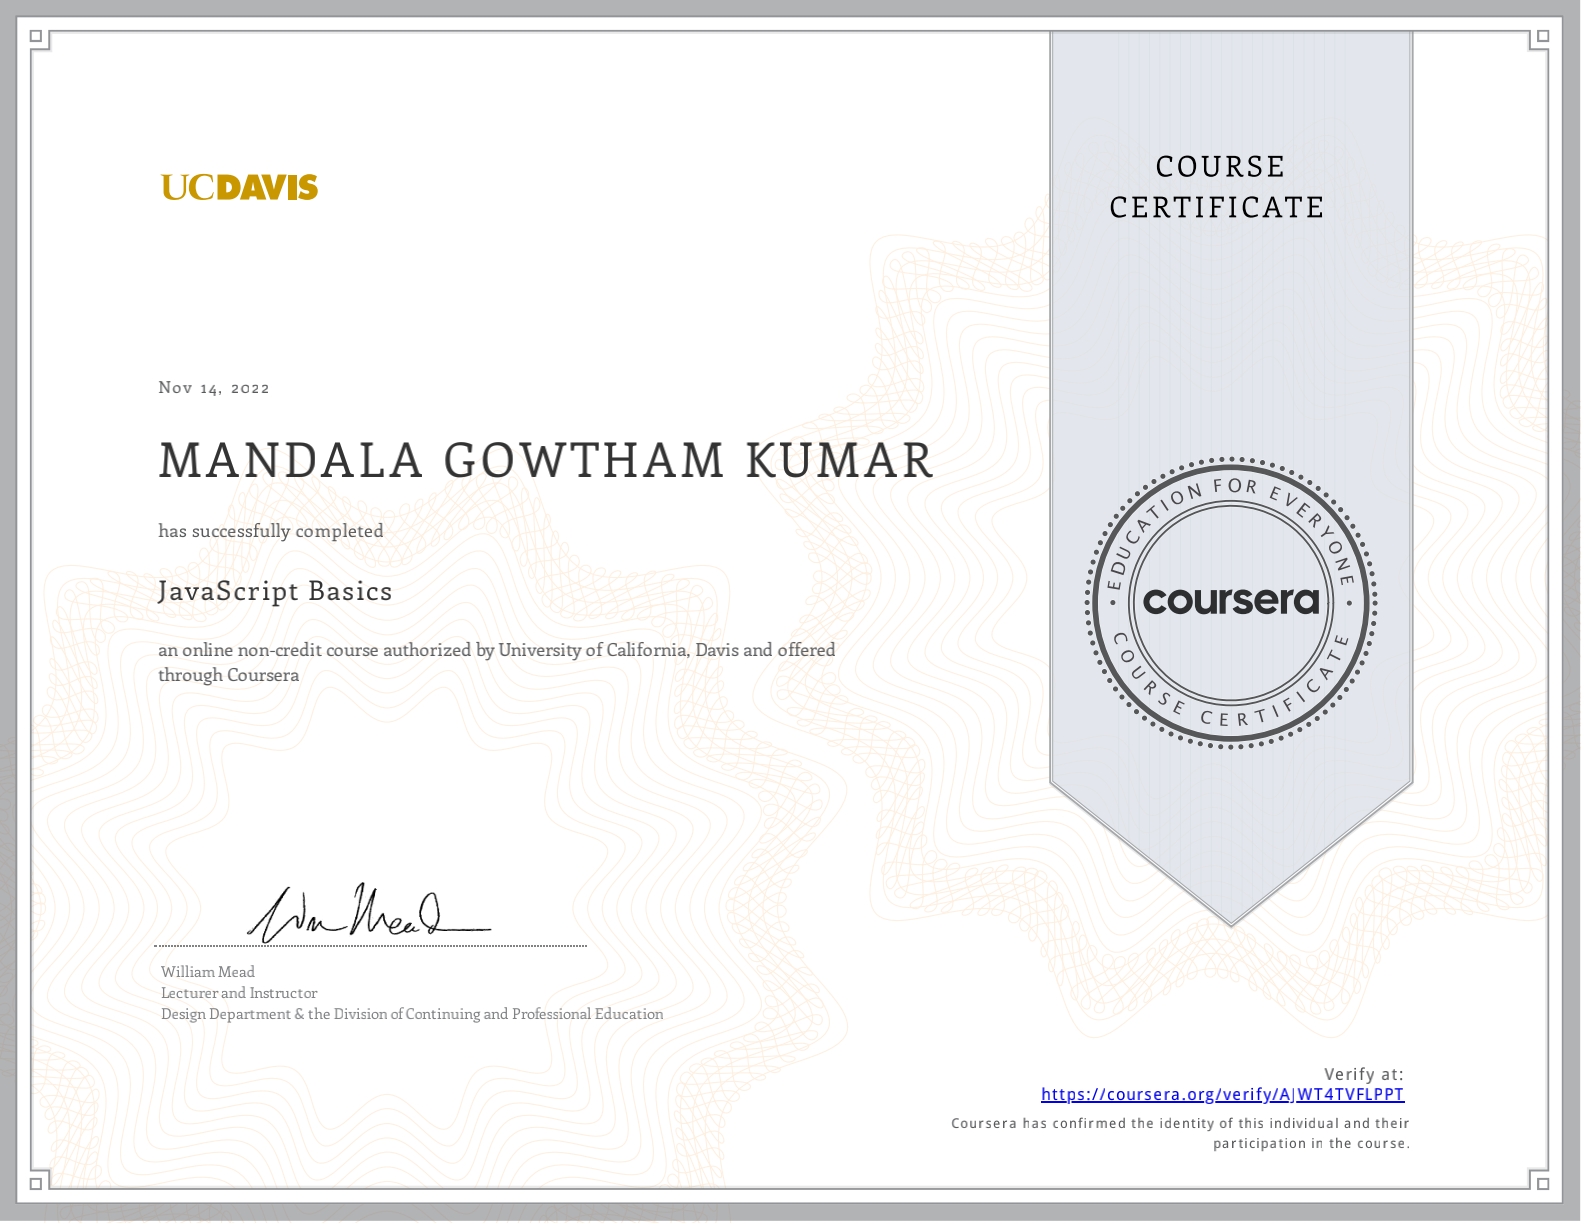 UCDAVIS
COURSE
CERTIFICATE
Nov 14, 2022
MANDALA GOWTHAM KUMAR
has successfully completed
JavaScript Basics
an online non-credit course authorized by University of California, Davis and offered
through Coursera
EDUCATION FOR EVERYONE
coursera
COURSE CERTIFICATE
William Mead
William Mead
Lecturer and Instructor
Design Department & the Division of Continuing and Professional Education
Verify at:
https://coursera.org/verify/AJWT4TVFLPPT
Coursera has confirmed the identity of this individual and their
participation in the course.